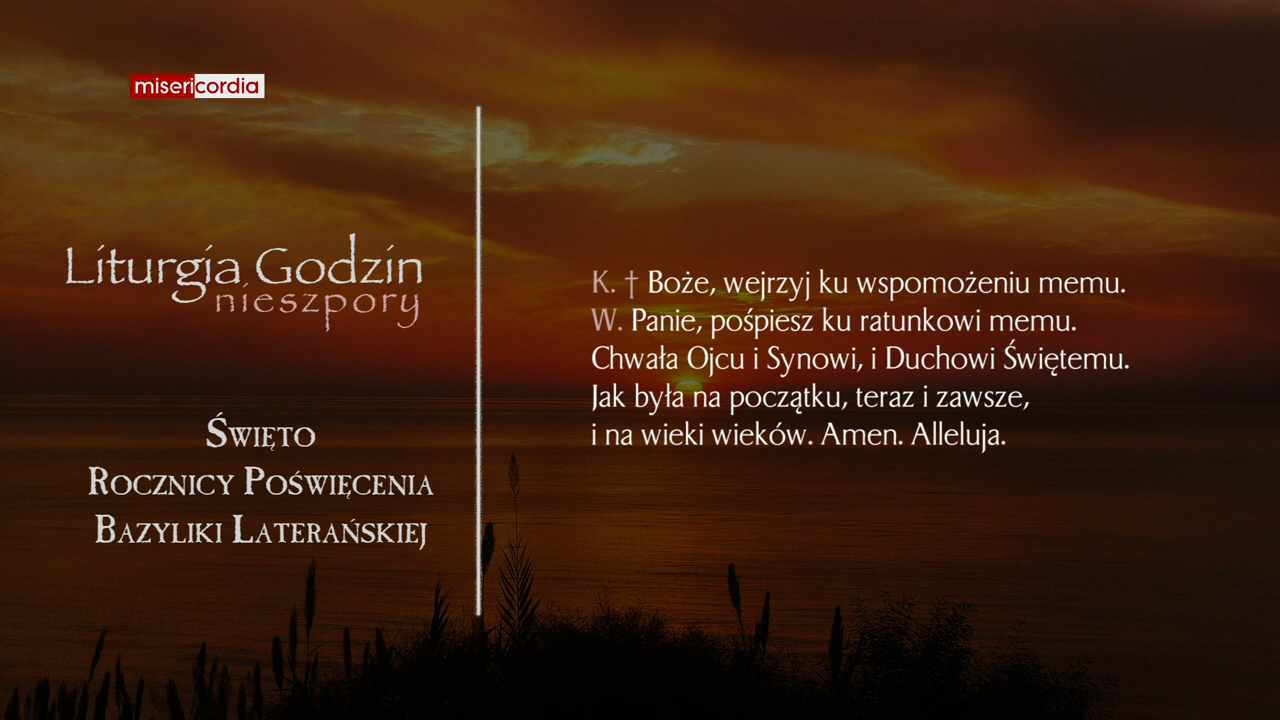 misericordia
Liturgia Godzin
nieszpory
Święto
Rocznicy Poświęcenia
Bazyliki Laterańskiej
K. † Boże, wejrzyj ku wspomożeniu memu.
W. Panie, pośpiesz ku ratunkowi memu.
Chwała Ojcu i Synowi, i Duchowi Świętemu.
Jak była na początku, teraz i zawsze,
i na wieki wieków. Amen. Alleluja.